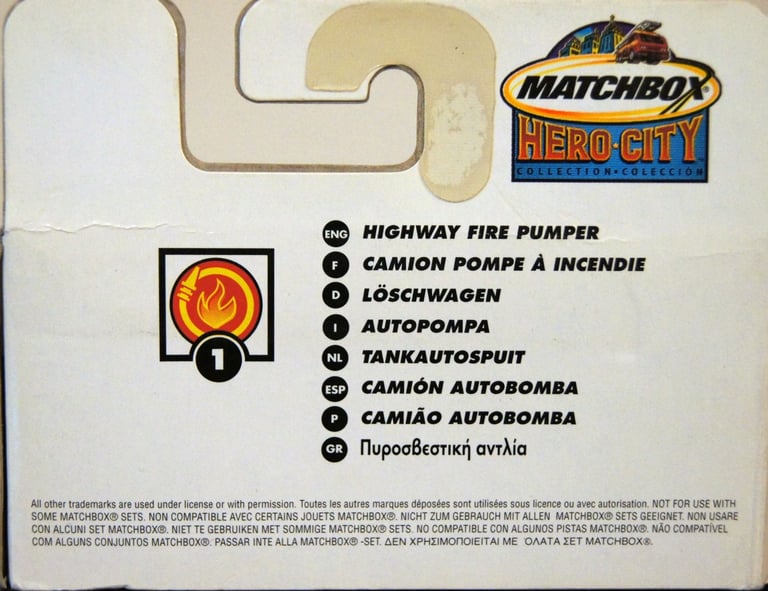 MATCHBOX®
HERO·CITY™
COLLECTION • COLECCIÓN
ENG HIGHWAY FIRE PUMPER
F CAMION POMPE À INCENDIE
D LÖSCHWAGEN
I AUTOPOMPA
NL TANKAUTOSPUIT
ESP CAMIÓN AUTOBOMBA
P CAMIÃO AUTOBOMBA
GR Πυροσβεστική αντλία
1
All other trademarks are used under license or with permission. Toutes les autres marques déposées sont utilisées sous licence ou avec autorisation. NOT FOR USE WITH
SOME MATCHBOX® SETS. NON COMPATIBLE AVEC CERTAINS JOUETS MATCHBOX®. NICHT ZUM GEBRAUCH MIT ALLEN MATCHBOX® SETS GEEIGNET. NON USARE
CON ALCUNI SET MATCHBOX®. NIET TE GEBRUIKEN MET SOMMIGE MATCHBOX® SETS. NO COMPATIBLE CON ALGUNOS PISTAS MATCHBOX®. NÃO COMPATÍVEL
COM ALGUNS CONJUNTOS MATCHBOX®. PASSAR INTE ALLA MATCHBOX® -SET. ΔΕΝ ΧΡΗΣΙΜΟΠΟΙΕΙΤΑΙ ΜΕ ΌΛΑΤΑ ΣΕΤ MATCHBOX®.